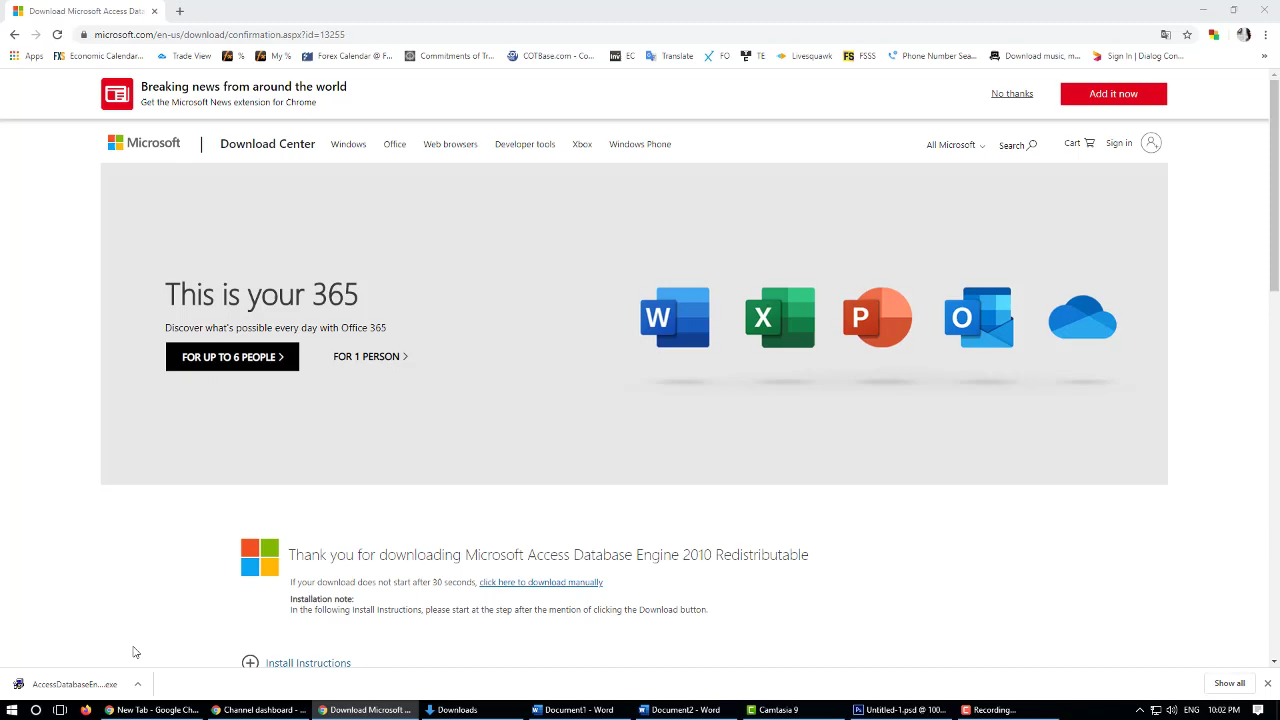 Download Microsoft Access Data
microsoft.com/en-us/download/confirmation.aspx?id=13255
Apps
Economic Calendar...
Trade View
%
My %
Forex Calendar @ F...
Commitments of Tr...
COTBase.com - Co...
EC
Translate
FO
TE
Livesquawk
FSSS
Phone Number Sear...
Download music, m...
Sign In | Dialog Con...
»
Breaking news from around the world
Get the Microsoft News extension for Chrome
No thanks
Add it now
Microsoft
Download Center
Windows
Office
Web browsers
Developer tools
Xbox
Windows Phone
All Microsoft
Search
Cart
Sign in
This is your 365
Discover what's possible every day with Office 365
FOR UP TO 6 PEOPLE >
FOR 1 PERSON >
W
X
P
O
Thank you for downloading Microsoft Access Database Engine 2010 Redistributable
If your download does not start after 30 seconds, click here to download manually
Installation note:
In the following Install Instructions, please start at the step after the mention of clicking the Download button.
Install Instructions
AccessDatabaseEn....exe
Show all
New Tab - Google Ch...
Channel dashboard - ...
Download Microsoft ...
Downloads
Document1 - Word
Document2 - Word
Camtasia 9
Untitled-1.psd @ 100...
Recording...
ENG
10:02 PM